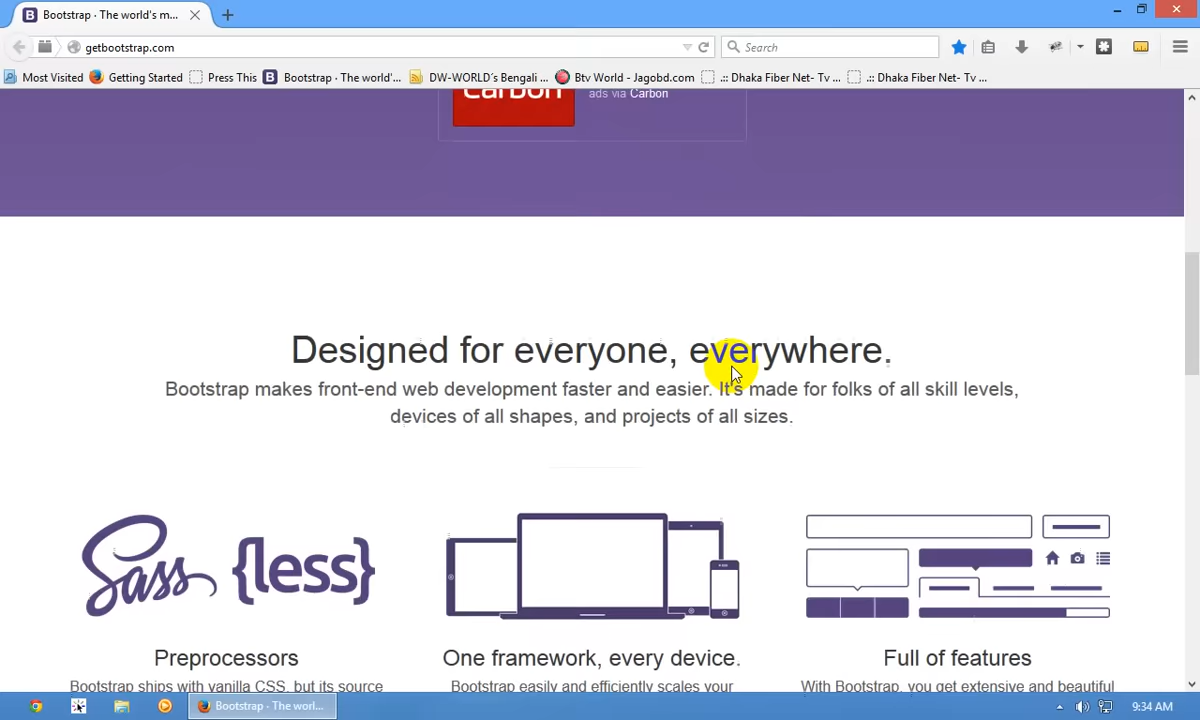 Bootstrap · The world's m...
getbootstrap.com
Search
Most Visited
Getting Started
Press This
Bootstrap · The world'...
DW-WORLD´s Bengali ...
Btv World - Jagobd.com
.:: Dhaka Fiber Net- Tv ...
.:: Dhaka Fiber Net- Tv ...
Carbon
ads via Carbon
Designed for everyone, everywhere.
Bootstrap makes front-end web development faster and easier. It's made for folks of all skill levels,
devices of all shapes, and projects of all sizes.
Sass {less}
Preprocessors
One framework, every device.
Full of features
Bootstrap ships with vanilla CSS, but its source
Bootstrap easily and efficiently scales your
With Bootstrap, you get extensive and beautiful
Bootstrap - The worl...
9:34 AM